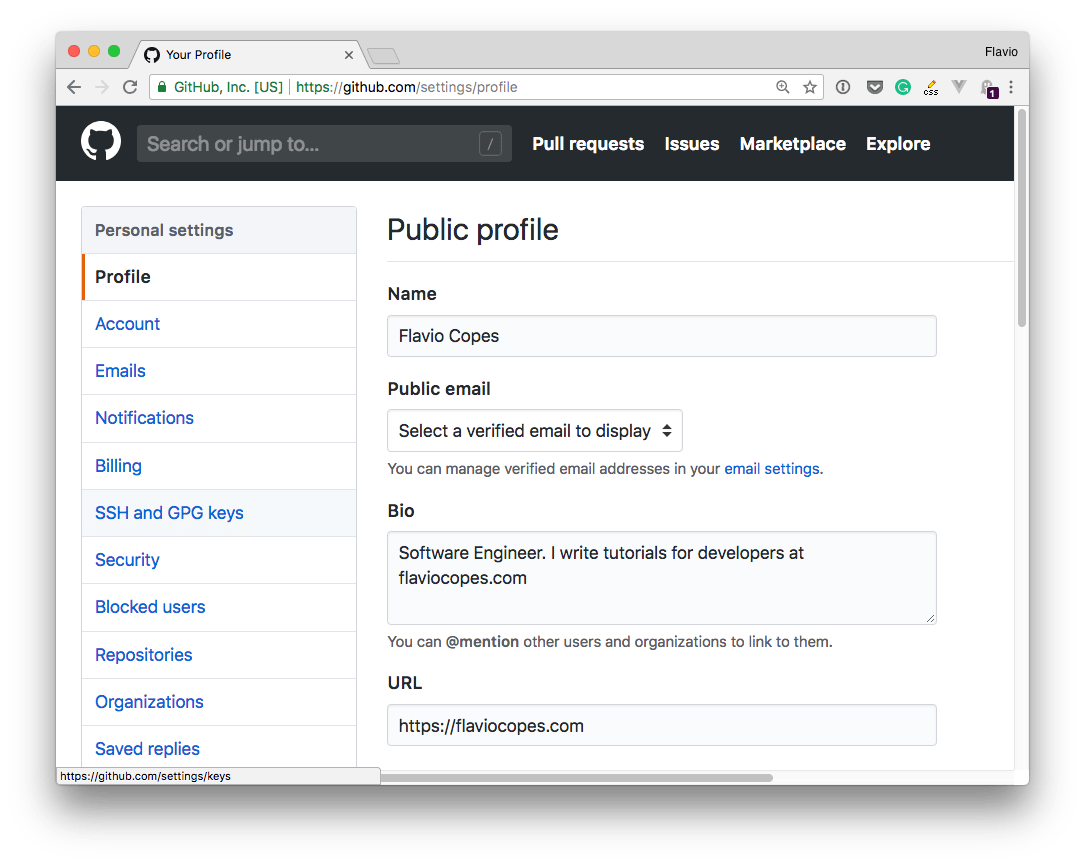 Your Profile
Flavio
GitHub, Inc. [US]
https://github.com/settings/profile
css
1
Search or jump to...
/
Pull requests
Issues
Marketplace
Explore
Personal settings
Profile
Account
Emails
Notifications
Billing
SSH and GPG keys
Security
Blocked users
Repositories
Organizations
Saved replies
Public profile
Name
Flavio Copes
Public email
Select a verified email to display
You can manage verified email addresses in your email settings.
Bio
Software Engineer. I write tutorials for developers at
flaviocopes.com
You can @mention other users and organizations to link to them.
URL
https://flaviocopes.com
https://github.com/settings/keys